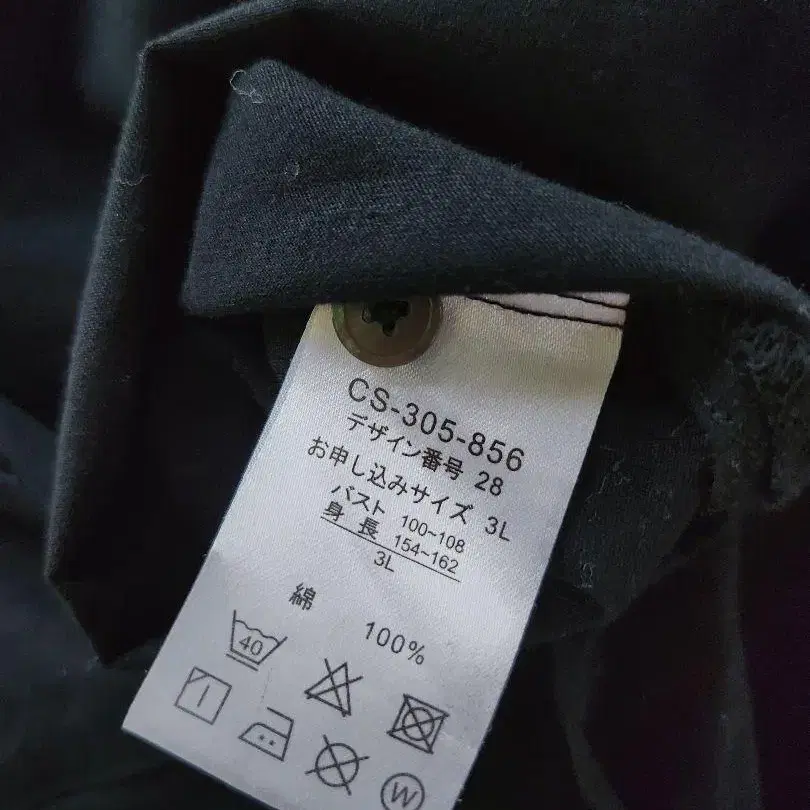 CS-305-856
デザイン番号 28
お申し込みサイズ 3L
バスト 100~108
身長 154~162
3L
綿 100%
40
W